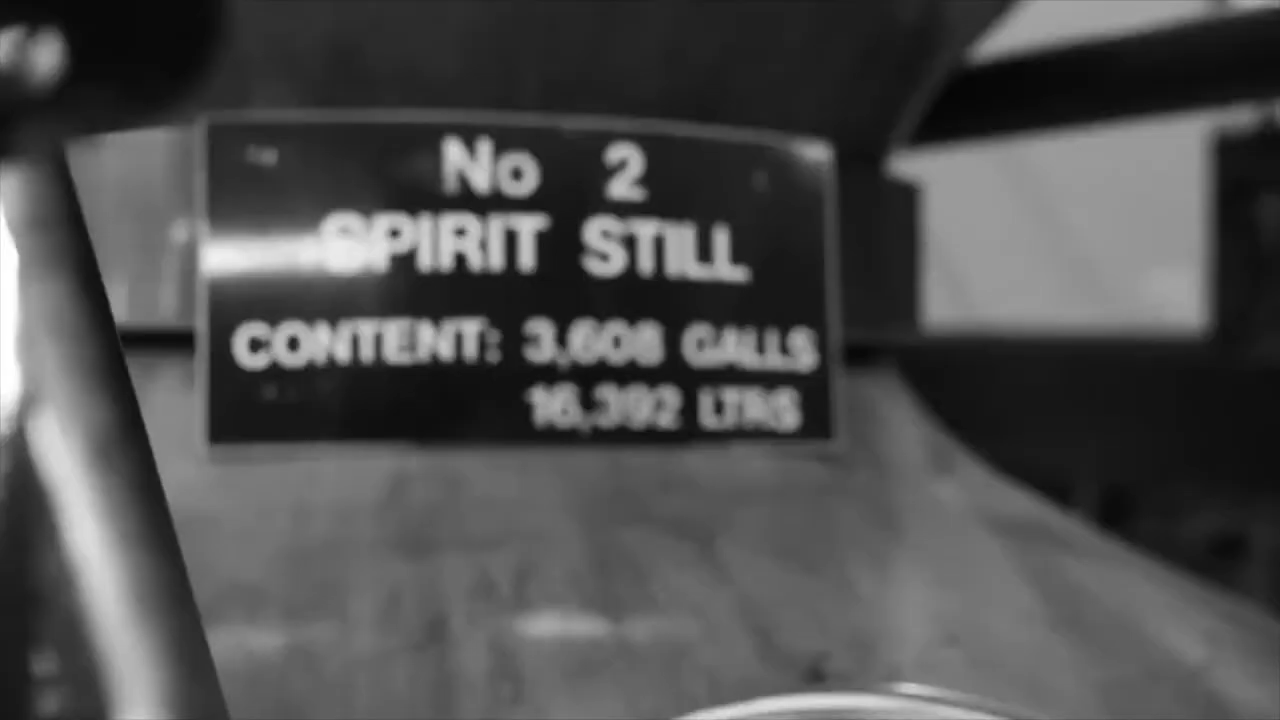 No 2
SPIRIT STILL
CONTENT: 3,608 GALLS
16,392 LTRS